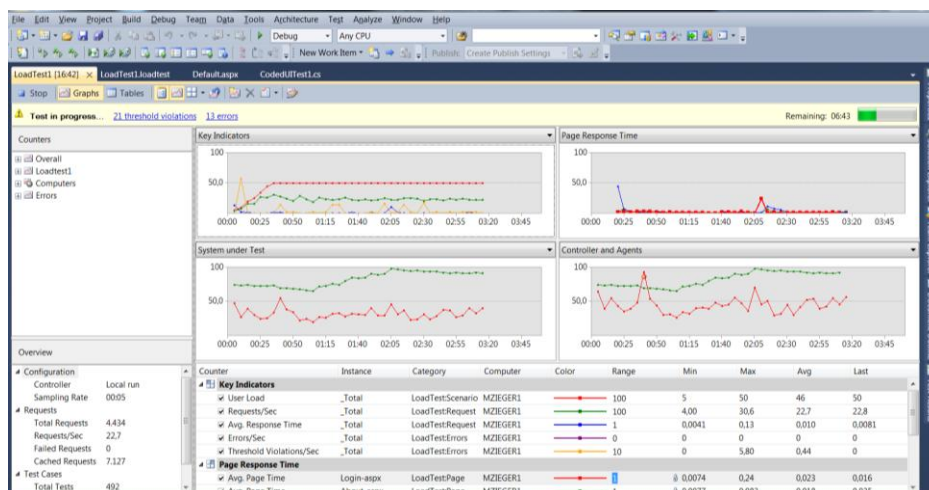 File Edit View Project Build Debug Team Data Tools Architecture Test Analyze Window Help
Debug Any CPU
New Work Item Publish: Create Publish Settings
LoadTest1 [16:42] LoadTest1.loadtest Default.aspx CodedUITest1.cs
Stop Graphs Tables
Test in progress... 21 threshold violations 13 errors Remaining: 06:43
Counters
Overall
Loadtest1
Computers
Errors
Key Indicators
100
50,0
00:00 00:25 00:50 01:15 01:40 02:05 02:30 02:55 03:20 03:45
Page Response Time
100
50,0
00:00 00:25 00:50 01:15 01:40 02:05 02:30 02:55 03:20 03:45
System under Test
100
50,0
00:00 00:25 00:50 01:15 01:40 02:05 02:30 02:55 03:20 03:45
Controller and Agents
100
50,0
00:00 00:25 00:50 01:15 01:40 02:05 02:30 02:55 03:20 03:45
Overview
Configuration
Controller Local run
Sampling Rate 00:05
Requests
Total Requests 4.434
Requests/Sec 22,7
Failed Requests 0
Cached Requests 7.127
Test Cases
Total Tests 492
Counter Instance Category Computer Color Range Min Max Avg Last
Key Indicators
User Load _Total LoadTest:Scenario MZIEGER1 100 5 50 46 50
Requests/Sec _Total LoadTest:Request MZIEGER1 100 4,00 30,6 22,7 22,8
Avg. Response Time _Total LoadTest:Request MZIEGER1 1 0,0041 0,13 0,010 0,0081
Errors/Sec _Total LoadTest:Errors MZIEGER1 0 0 0 0 0
Threshold Violations/Sec _Total LoadTest:Errors MZIEGER1 10 0 5,80 0,44 0
Page Response Time
Avg. Page Time Login-aspx LoadTest:Page MZIEGER1 1 0,0074 0,24 0,023 0,016